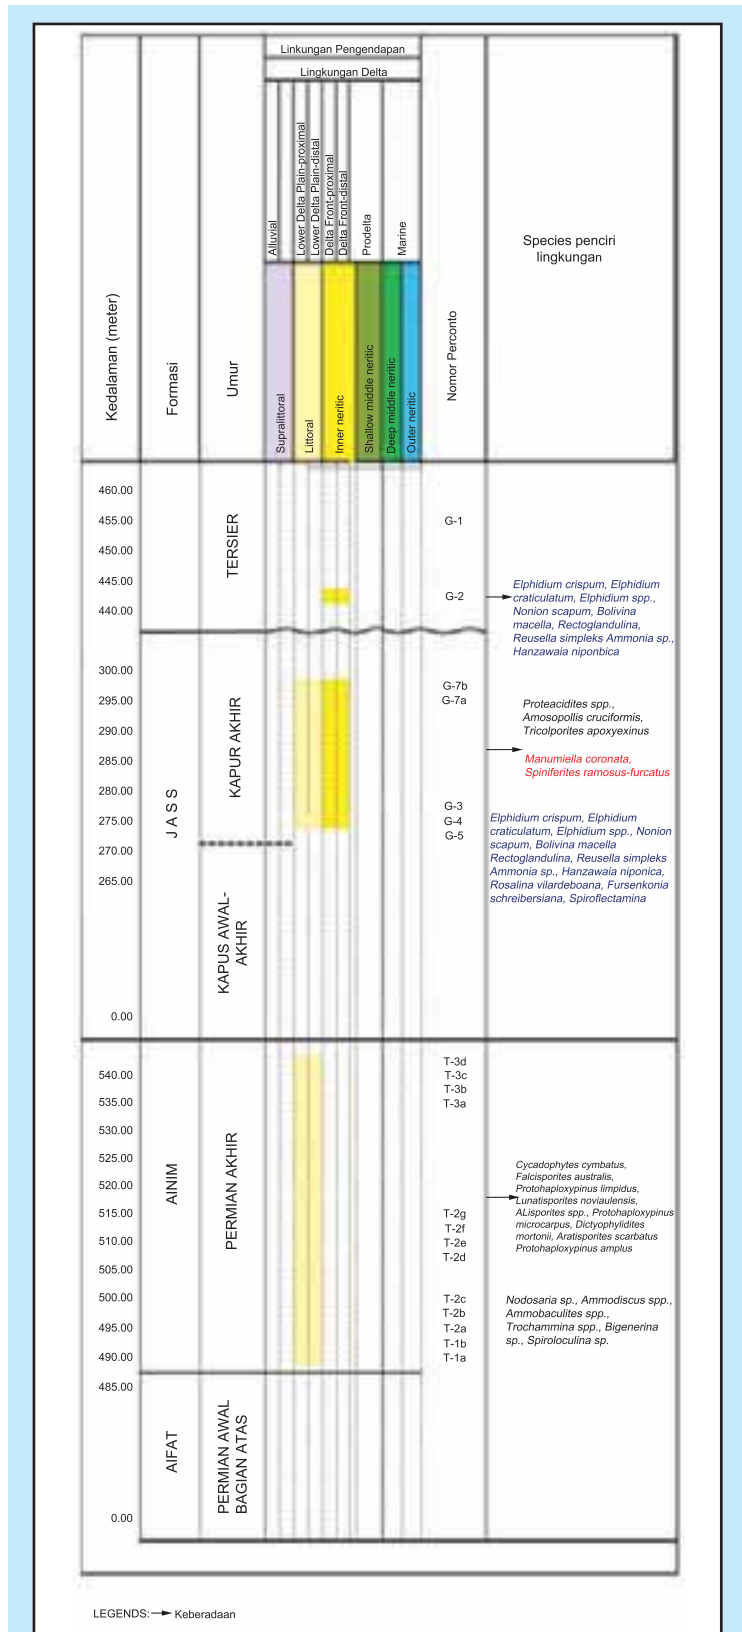 Linkungan Pengendapan
Lingkungan Delta
Kedalaman (meter)
Formasi
Umur
Alluvial
Lower Delta Plain-proximal
Lower Delta Plain-distal
Delta Front-proximal
Delta Front-distal
Prodelta
Marine
Supralittoral
Littoral
Inner neritic
Shallow middle neritic
Deep middle neritic
Outer neritic
Nomor Perconto
Species penciri
lingkungan
460.00
455.00
450.00
445.00
440.00
TERSIER
G-1
G-2
Elphidium crispum, Elphidium
craticulatum, Elphidium spp.,
Nonion scapum, Bolivina
macella, Rectoglandulina,
Reusella simpleks Ammonia sp.,
Hanzawaia niponbica
300.00
295.00
290.00
285.00
280.00
275.00
270.00
265.00
0.00
J A S S
KAPUR AKHIR
KAPUS AWAL-
AKHIR
G-7b
G-7a
G-3
G-4
G-5
Proteacidites spp.,
Amosopollis cruciformis,
Tricolporites apoxyexinus
Manumiella coronata,
Spiniferites ramosus-furcatus
Elphidium crispum, Elphidium
craticulatum, Elphidium spp., Nonion
scapum, Bolivina macella
Rectoglandulina, Reusella simpleks
Ammonia sp., Hanzawaia niponica,
Rosalina vilardeboana, Fursenkonia
schreibersiana, Spiroflectamina
540.00
535.00
530.00
525.00
520.00
515.00
510.00
505.00
500.00
495.00
490.00
485.00
0.00
AINIM
PERMIAN AKHIR
T-3d
T-3c
T-3b
T-3a
T-2g
T-2f
T-2e
T-2d
T-2c
T-2b
T-2a
T-1b
T-1a
Cycadophytes cymbatus,
Falcisporites australis,
Protohaploxypinus limpidus,
Lunatisporites noviaulensis,
ALisporites spp., Protohaploxypinus
microcarpus, Dictyophylidites
mortonii, Aratisporites scarbatus
Protohaploxypinus amplus
Nodosaria sp., Ammodiscus spp.,
Ammobaculites spp.,
Trochammina spp., Bigenerina
sp., Spiroloculina sp.
AIFAT
PERMIAN AWAL
BAGIAN ATAS
LEGENDS: Keberadaan